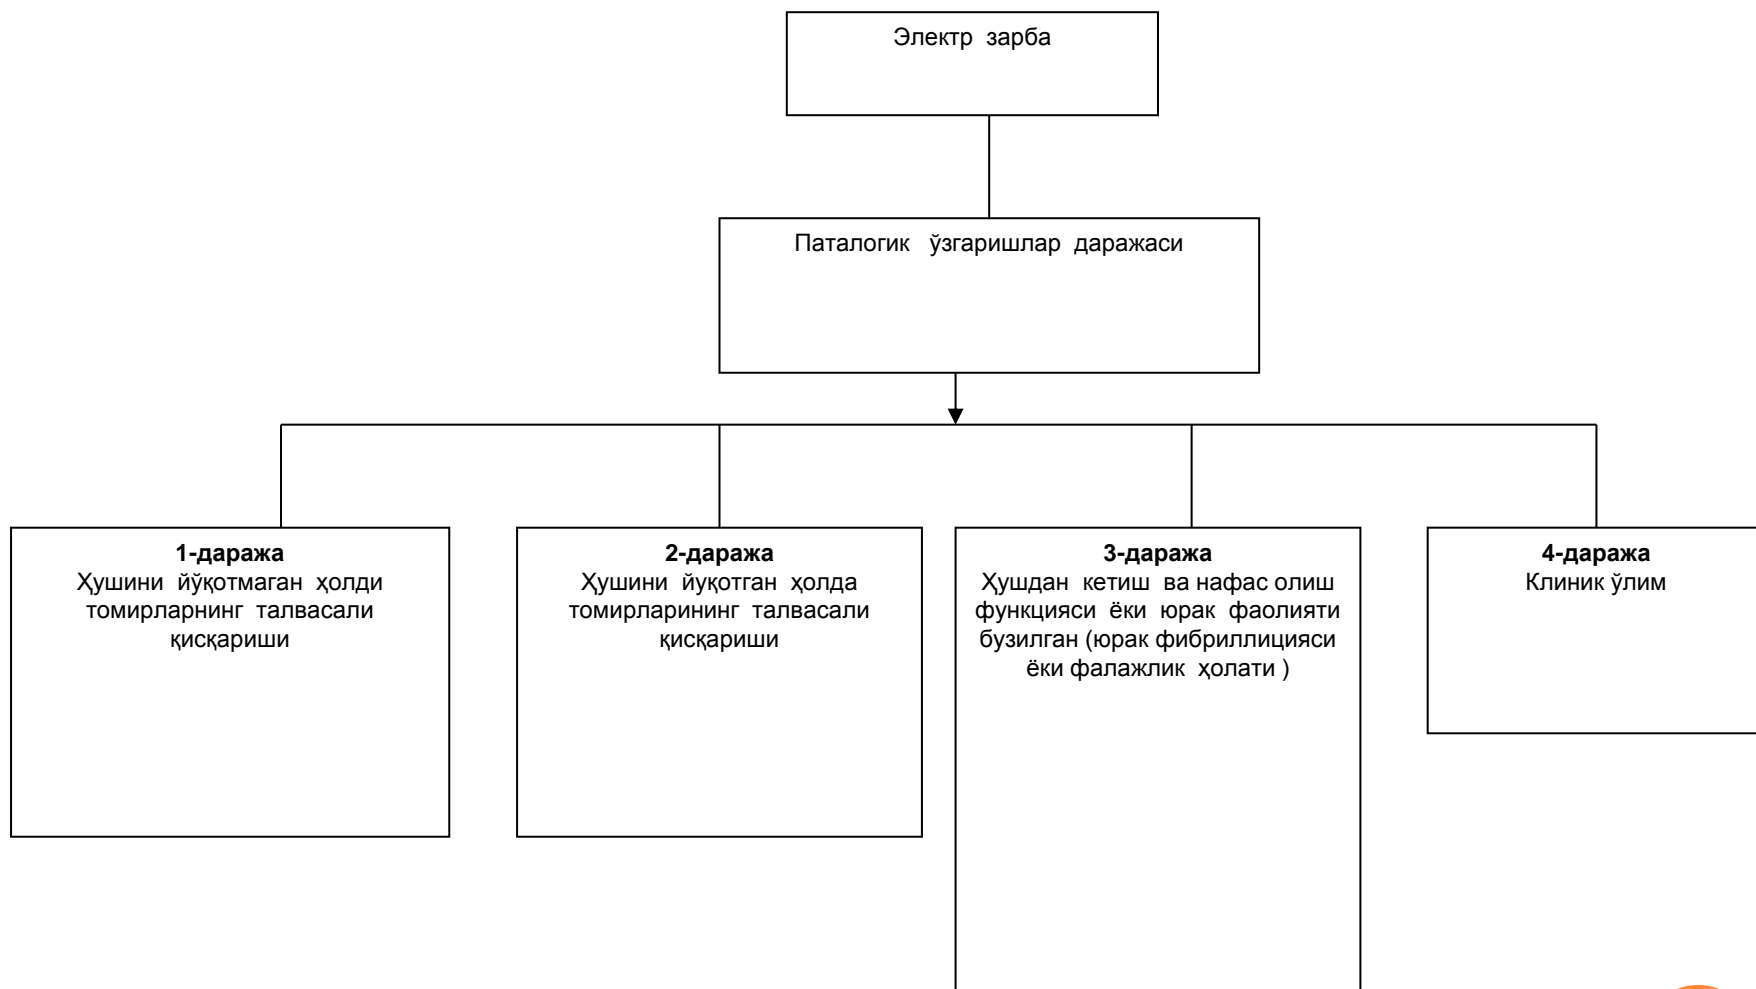 Электр зарба
Паталогик ўзгаришлар даражаси
1-даража
Ҳушини йўқотмаган ҳолди
томирларнинг талвасали
қисқариши
2-даража
Ҳушини йуқотган ҳолда
томирларининг талвасали
қисқариши
3-даража
Ҳушдан кетиш ва нафас олиш
функцияси ёки юрак фаолияти
бузилган (юрак фибриллицияси
ёки фалажлик ҳолати )
4-даража
Клиник ўлим